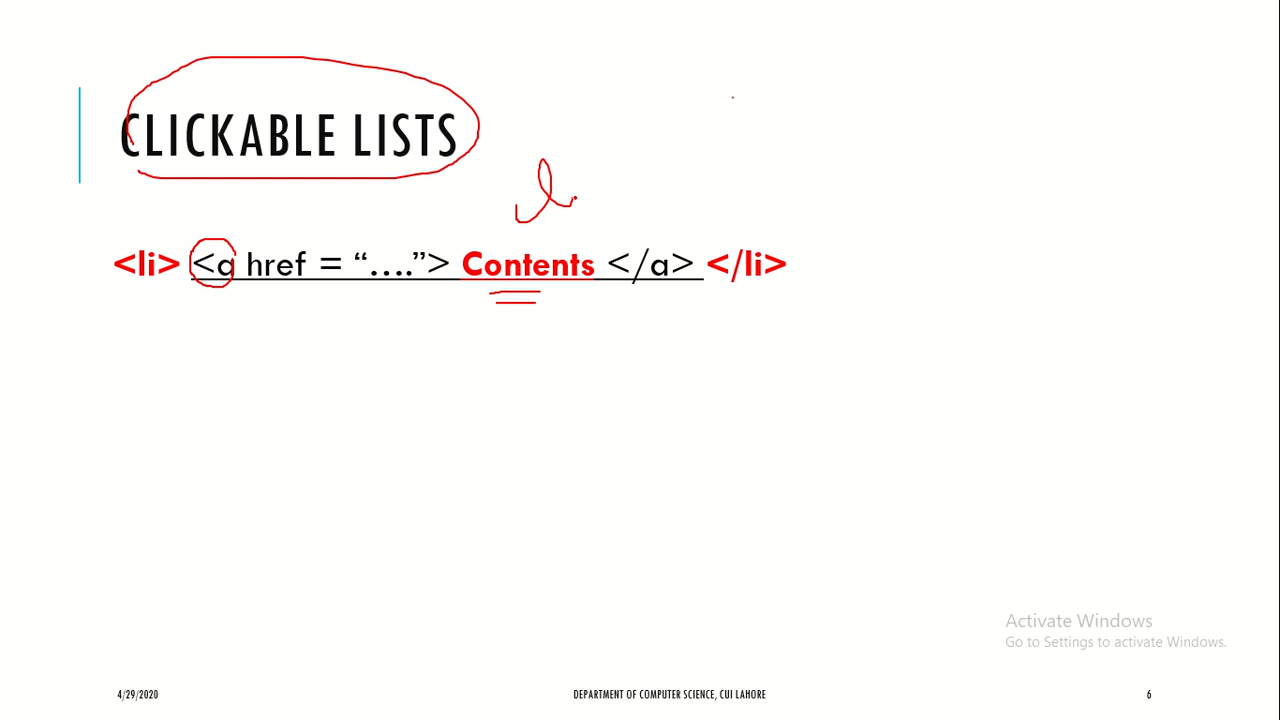 CLICKABLE LISTS
<li> <a href = “….”> Contents </a> </li>
Activate Windows
Go to Settings to activate Windows.
4/29/2020
DEPARTMENT OF COMPUTER SCIENCE, CUI LAHORE
6